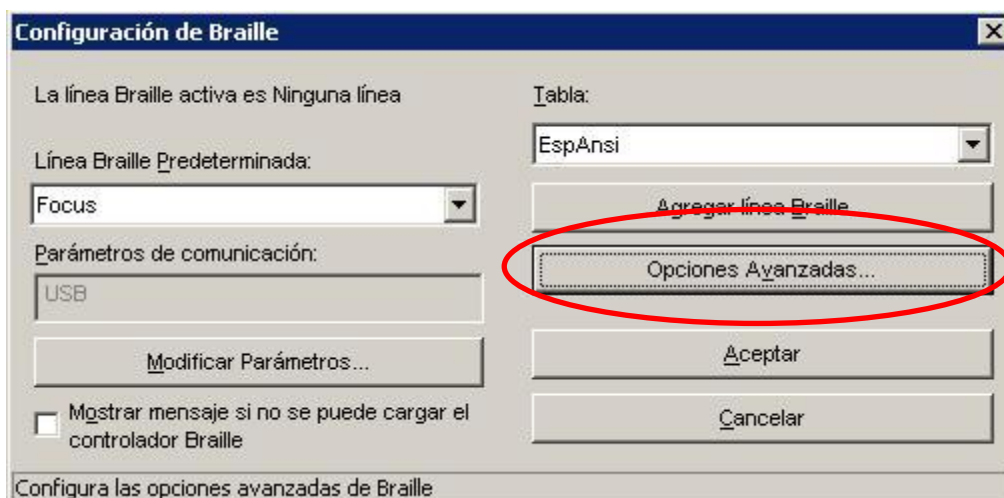 Configuración de Braille
La línea Braille activa es Ninguna línea
Línea Braille Predeterminada:
Focus
Parámetros de comunicación:
USB
Modificar Parámetros...
Mostrar mensaje si no se puede cargar el
controlador Braille
Tabla:
EspAnsi
Agregar línea Braille
Opciones Avanzadas...
Aceptar
Cancelar
Configura las opciones avanzadas de Braille